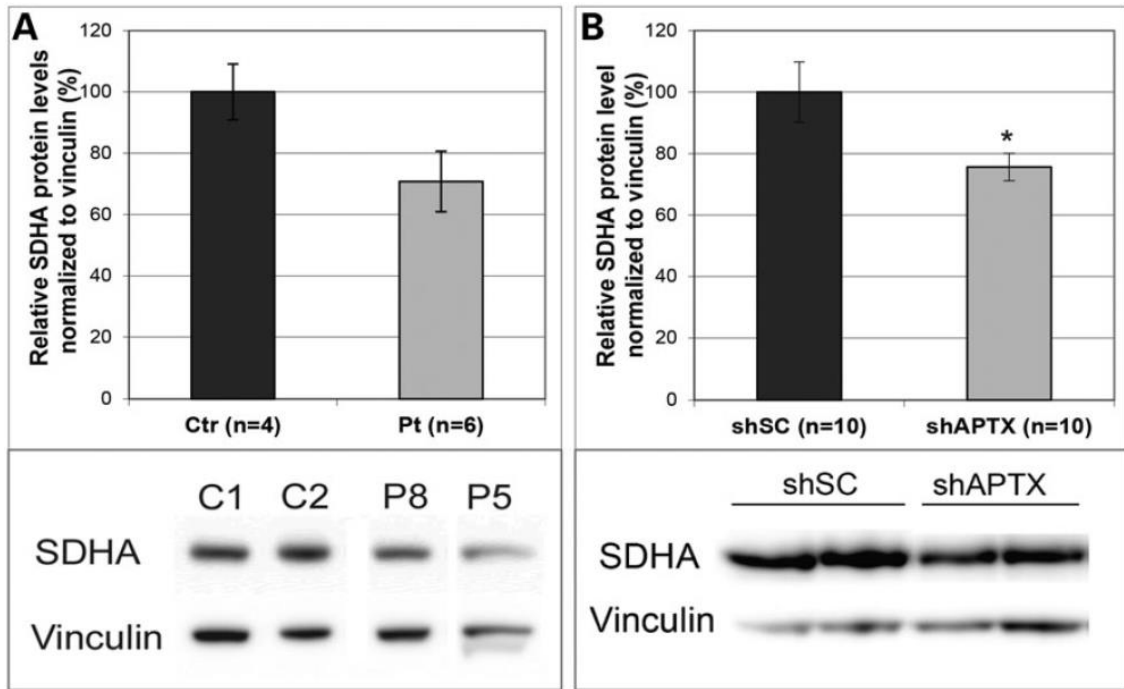 A
Relative SDHA protein levels
normalized to vinculin (%)
120
100
80
60
40
20
0
Ctr (n=4) Pt (n=6)
C1 C2 P8 P5
SDHA
Vinculin
B
Relative SDHA protein level
normalized to vinculin (%)
120
100
80
60
40
20
0
*
shSC (n=10) shAPTX (n=10)
shSC shAPTX
SDHA
Vinculin